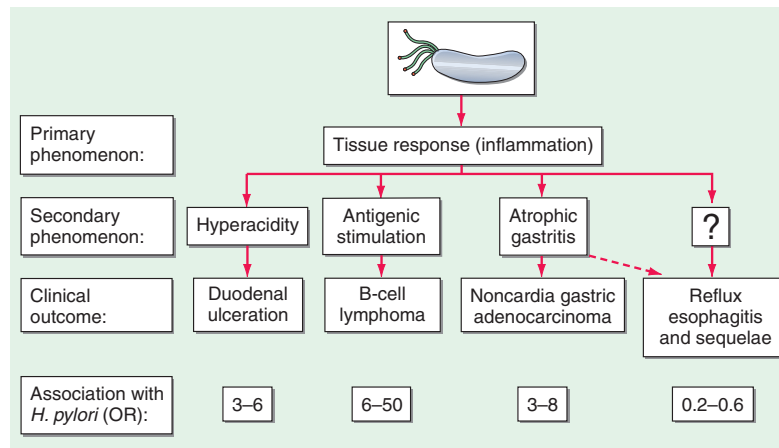 Primary
phenomenon:
Tissue response (inflammation)
Secondary
phenomenon:
Hyperacidity
Antigenic
stimulation
Atrophic
gastritis
?
Clinical
outcome:
Duodenal
ulceration
B-cell
lymphoma
Noncardia gastric
adenocarcinoma
Reflux
esophagitis
and sequelae
Association with
H. pylori (OR):
3–6
6–50
3–8
0.2–0.6